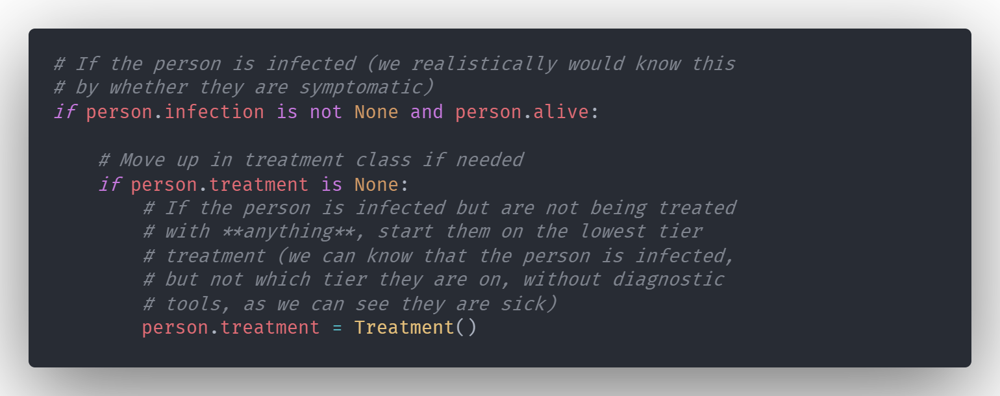 # If the person is infected (we realistically would know this
# by whether they are symptomatic)
if person.infection is not None and person.alive:
# Move up in treatment class if needed
if person.treatment is None:
# If the person is infected but are not being treated
# with **anything**, start them on the lowest tier
# treatment (we can know that the person is infected,
# but not which tier they are on, without diagnostic
# tools, as we can see they are sick)
person.treatment = Treatment()